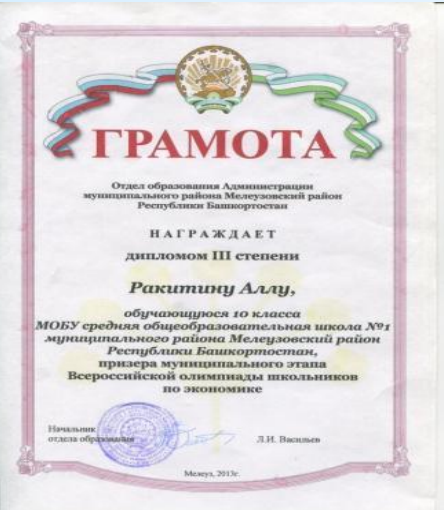 ГРАМОТА
Отдел образования Администрации
муниципального района Мелеузовский район
Республики Башкортостан
НАГРАЖДАЕТ
дипломом III степени
Ракитину Аллу,
обучающуюся 10 класса
МОБУ средняя общеобразовательная школа №1
муниципального района Мелеузовский район
Республики Башкортостан,
призера муниципального этапа
Всероссийской олимпиады школьников
по экономике
Начальник
отдела образования
Л.И. Васильев
Мелеуз, 2013г.